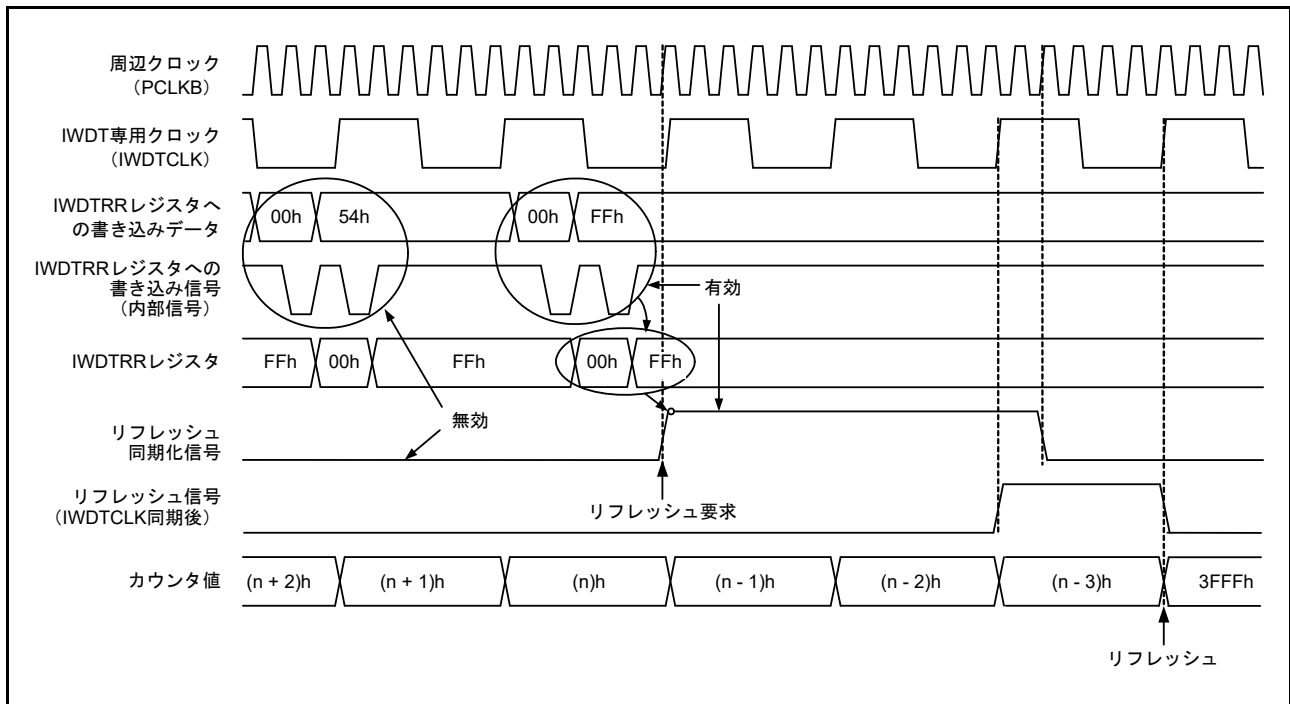 周辺クロック
（PCLKB）
IWDT専用クロック
（IWDTCLK）
IWDTRRレジスタへ
の書き込みデータ
00h
54h
00h
FFh
IWDTRRレジスタへの
書き込み信号
（内部信号）
有効
IWDTRRレジスタ
FFh
00h
FFh
00h
FFh
無効
リフレッシュ
同期化信号
リフレッシュ要求
リフレッシュ信号
（IWDTCLK同期後）
カウンタ値
(n + 2)h
(n + 1)h
(n)h
(n - 1)h
(n - 2)h
(n - 3)h
3FFFh
リフレッシュ